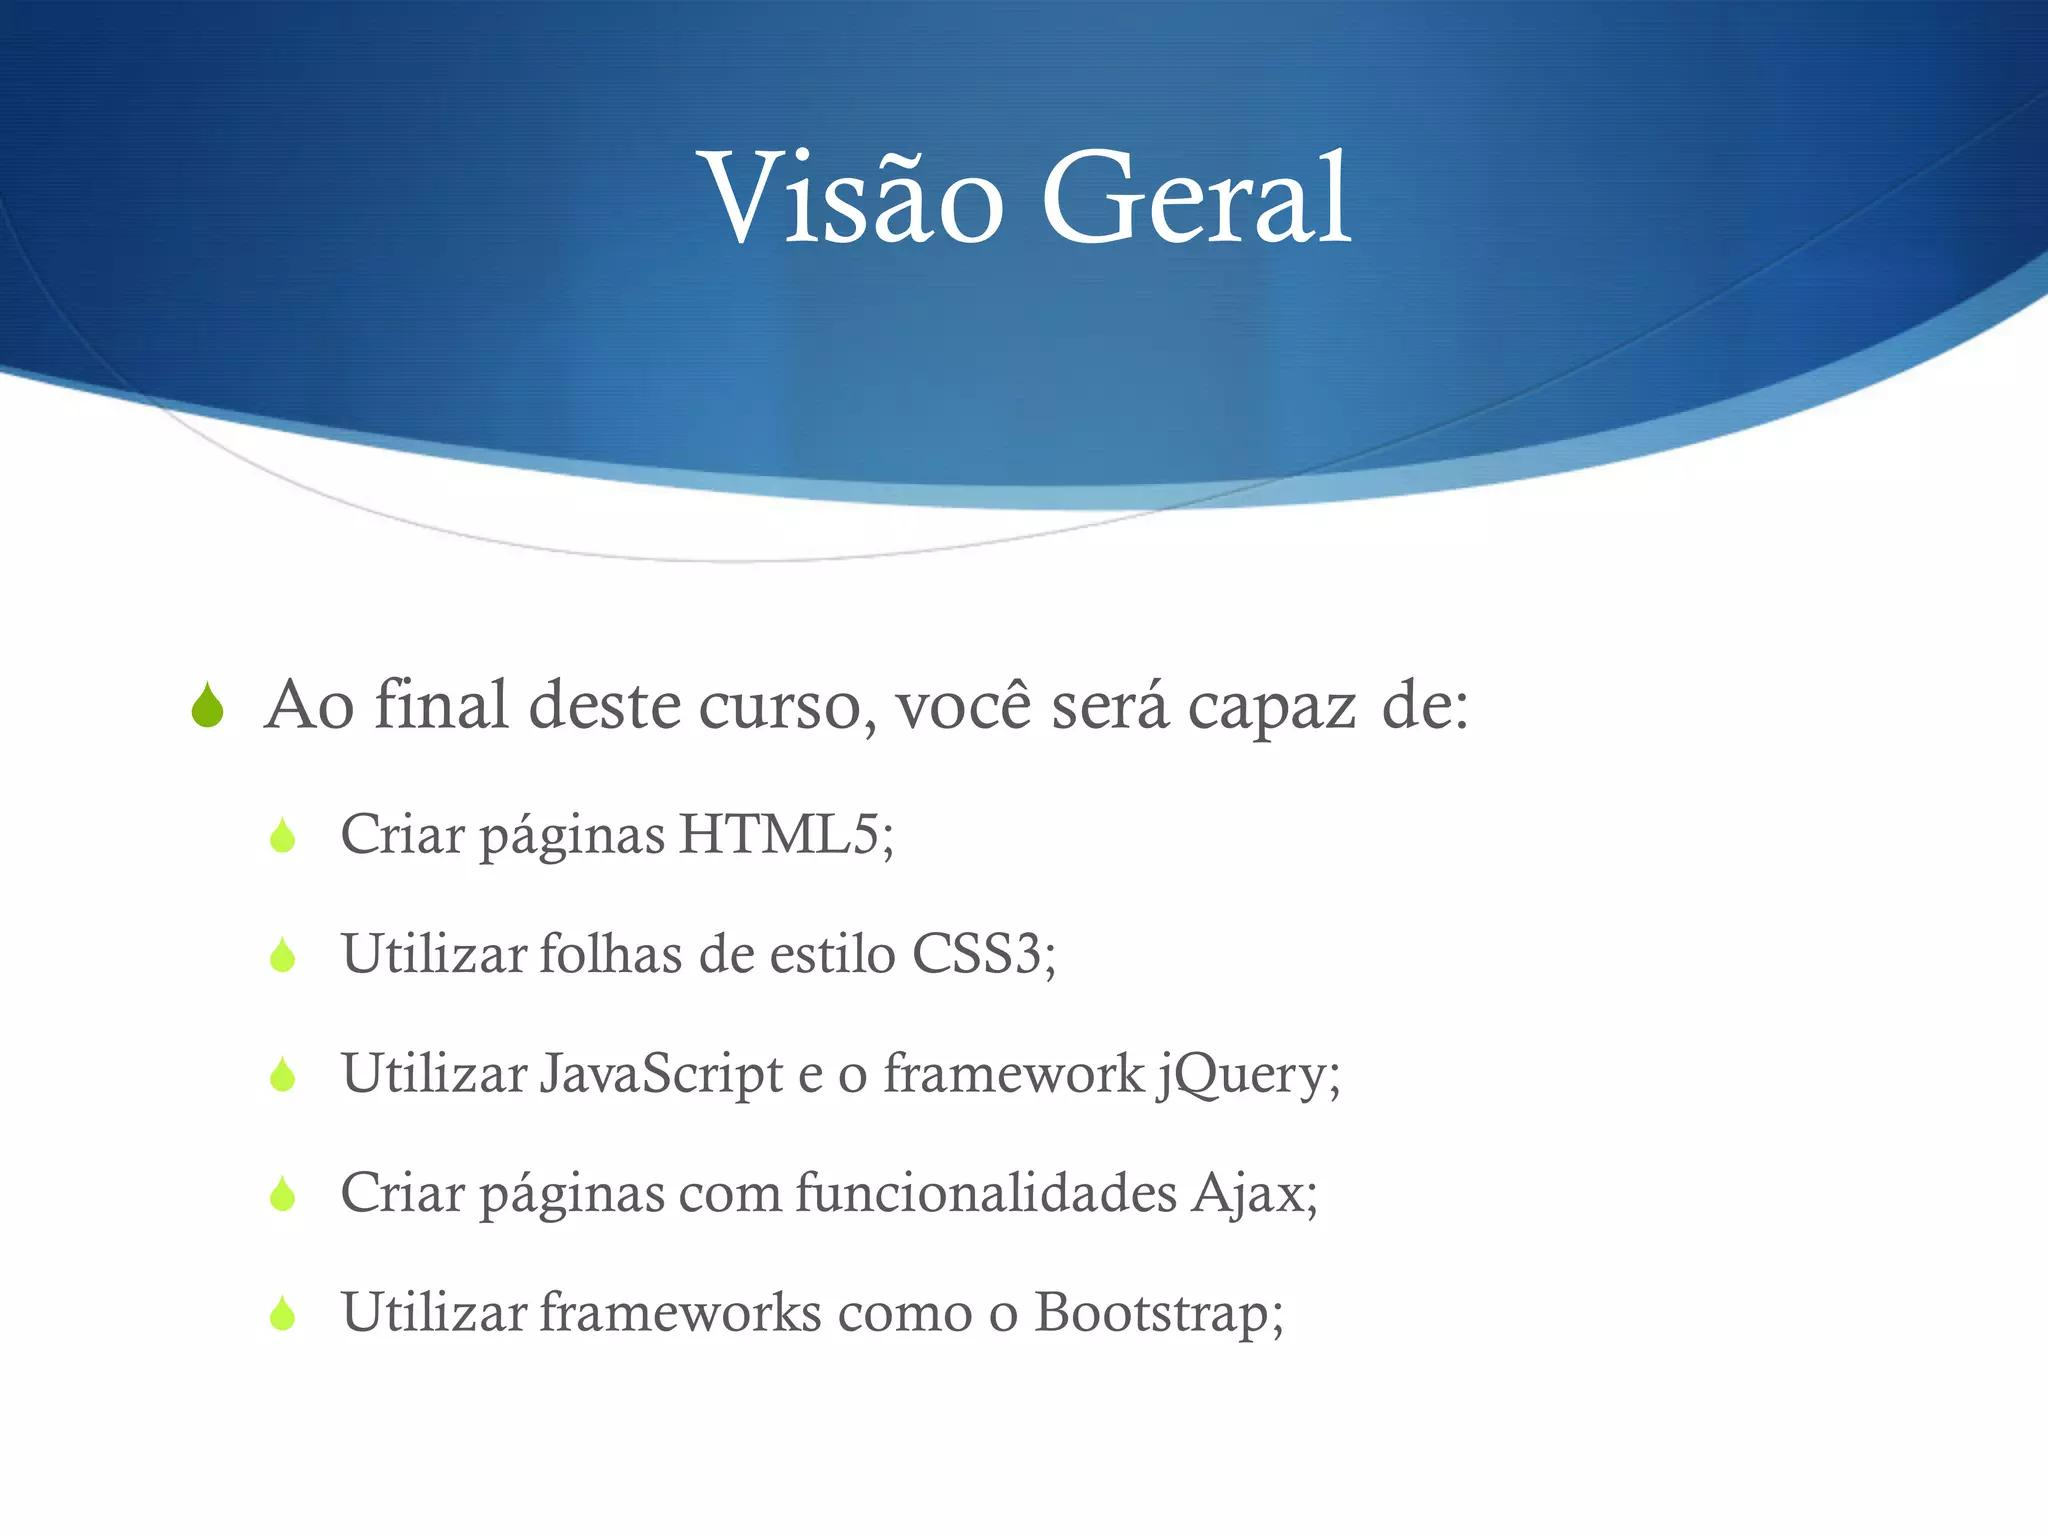 Visão Geral
Ao final deste curso, você será capaz de:
Criar páginas HTML5;
Utilizar folhas de estilo CSS3;
Utilizar JavaScript e o framework jQuery;
Criar páginas com funcionalidades Ajax;
Utilizar frameworks como o Bootstrap;